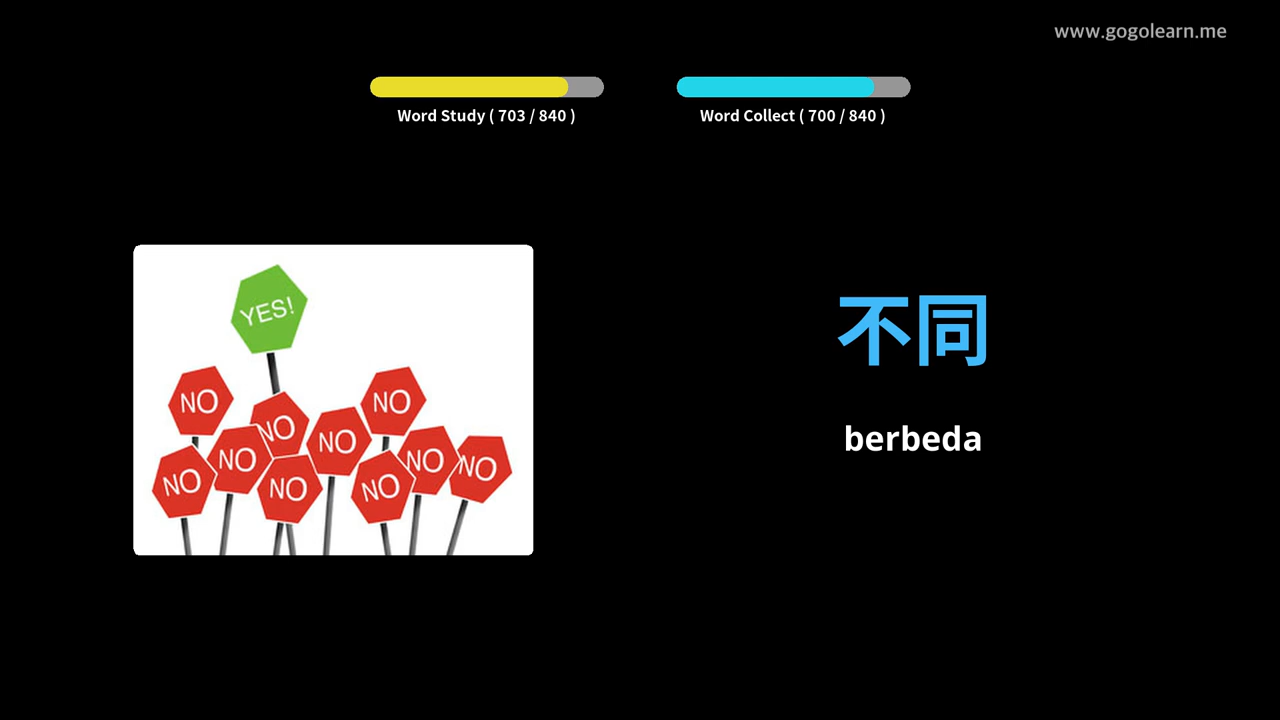 www.gogolearn.me
Word Study ( 703 / 840 )
Word Collect ( 700 / 840 )
YES!
NO
NO
NO
NO
NO
NO
NO
NO
NO
NO
不同
berbeda